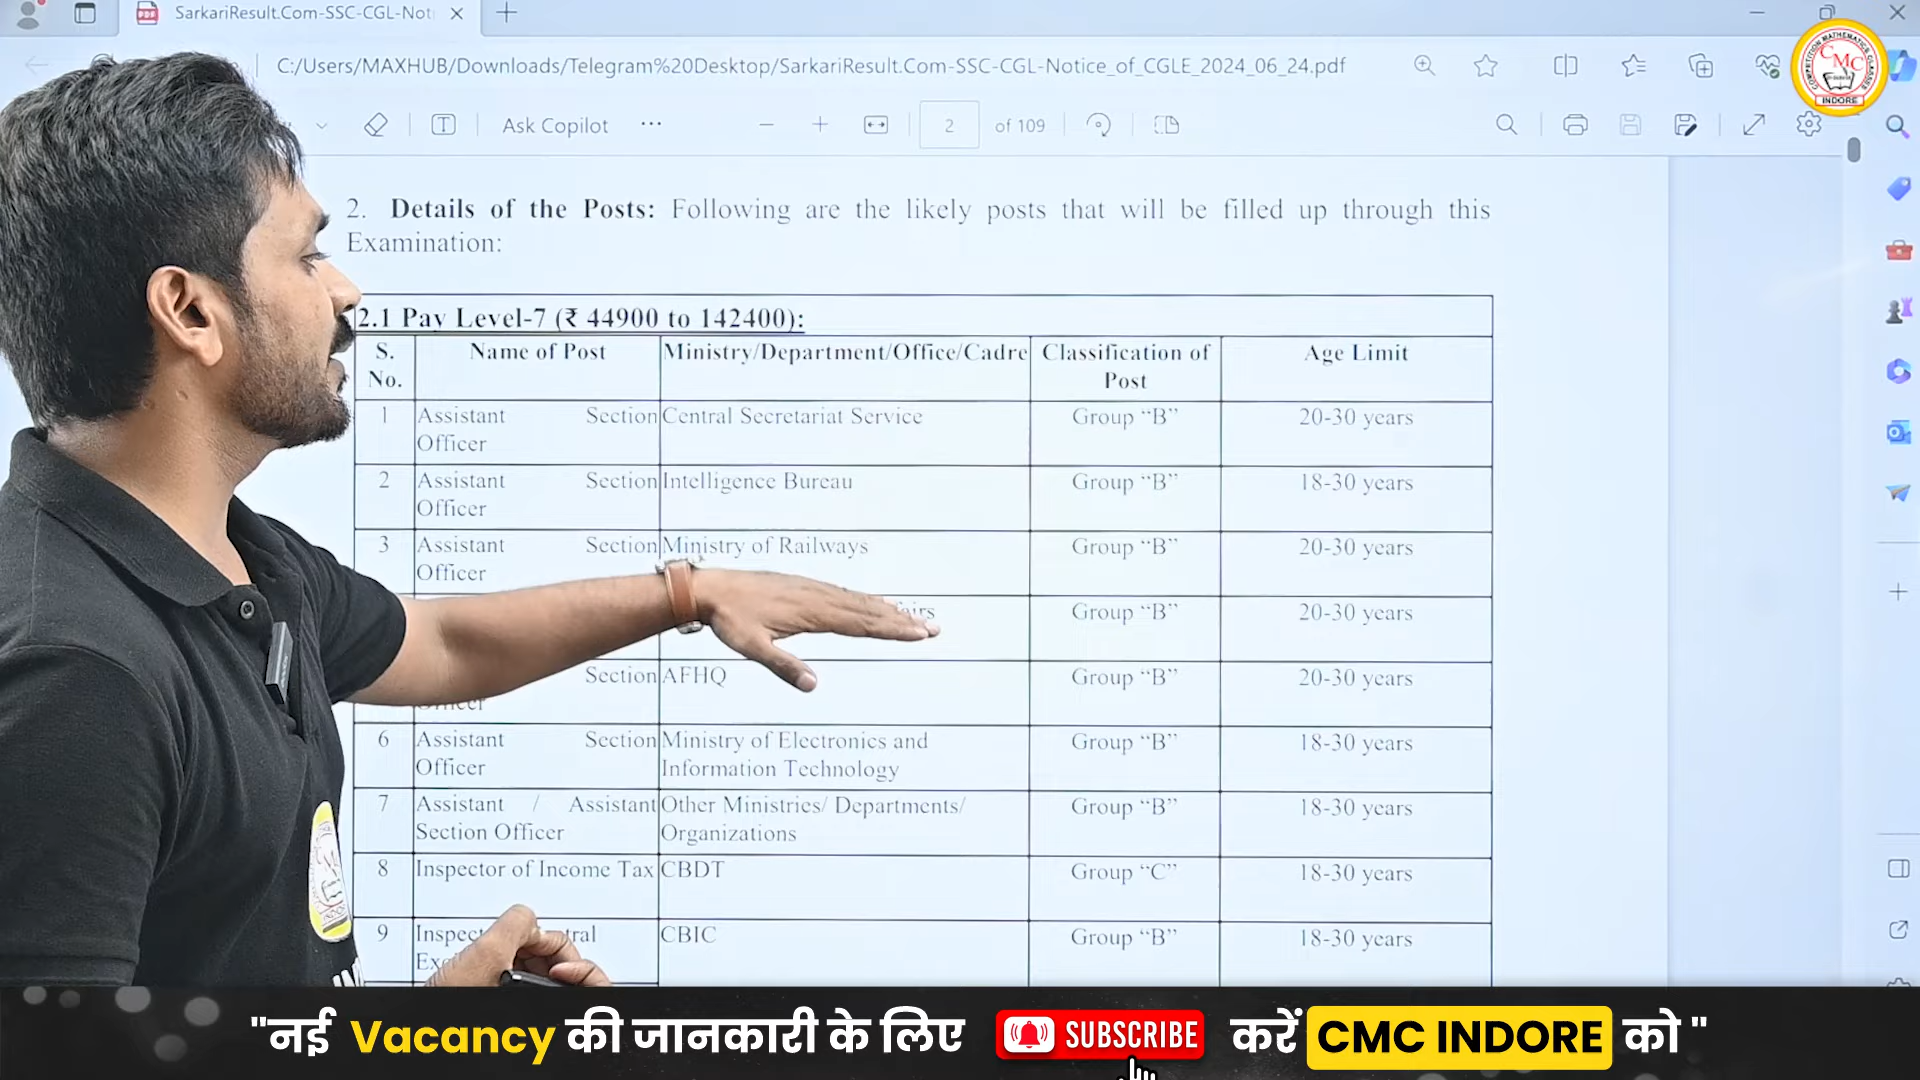 SarkariResult.Com-SSC-CGL-Noti
C:/Users/MAXHUB/Downloads/Telegram%20Desktop/SarkariResult.Com-SSC-CGL-Notice_of_CGLE_2024_06_24.pdf
Ask Copilot
2 of 109
CMC
INDORE
2. Details of the Posts: Following are the likely posts that will be filled up through this
Examination:
2.1 Pay Level-7 (₹ 44900 to 142400):
S. No. Name of Post Ministry/Department/Office/Cadre Classification of Post Age Limit
1 Assistant Section Officer Central Secretariat Service Group “B” 20-30 years
2 Assistant Section Officer Intelligence Bureau Group “B” 18-30 years
3 Assistant Section Officer Ministry of Railways Group “B” 20-30 years
Group “B” 20-30 years
Section AFHQ Group “B” 20-30 years
6 Assistant Section Officer Ministry of Electronics and Information Technology Group “B” 18-30 years
7 Assistant / Assistant Section Officer Other Ministries/ Departments/ Organizations Group “B” 18-30 years
8 Inspector of Income Tax CBDT Group “C” 18-30 years
9 CBIC Group “B” 18-30 years
"नई Vacancy की जानकारी के लिए SUBSCRIBE करें CMC INDORE को "